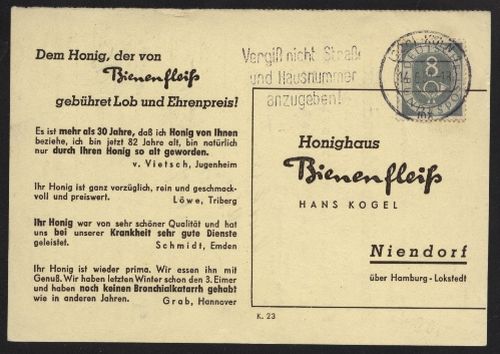 Dem Honig, der von
Bienenfleiß
gebühret Lob und Ehrenpreis!
Es ist mehr als 30 Jahre, daß ich Honig von Ihnen
beziehe, ich bin jetzt 82 Jahre alt, bin natürlich
nur durch Ihren Honig so alt geworden.
v. Vietsch, Jugenheim
Ihr Honig ist ganz vorzüglich, rein und geschmack-
voll und preiswert.
Löwe, Triberg
Ihr Honig war von sehr schöner Qualität und hat
uns bei unserer Krankheit sehr gute Dienste
geleistet.
Schmidt, Emden
Ihr Honig ist wieder prima. Wir essen ihn mit
Genuß. Wir haben letzten Winter schon den 3. Eimer
und haben noch keinen Bronchialkatarrh gehabt
wie in anderen Jahren.
Grab, Hannover
Vergiß nicht Straße
und Hausnummer
anzugeben!
DEUTSCHE
8
Honighaus
Bienenfleiß
HANS KOGEL
Niendorf
über Hamburg - Lokstedt
K. 23